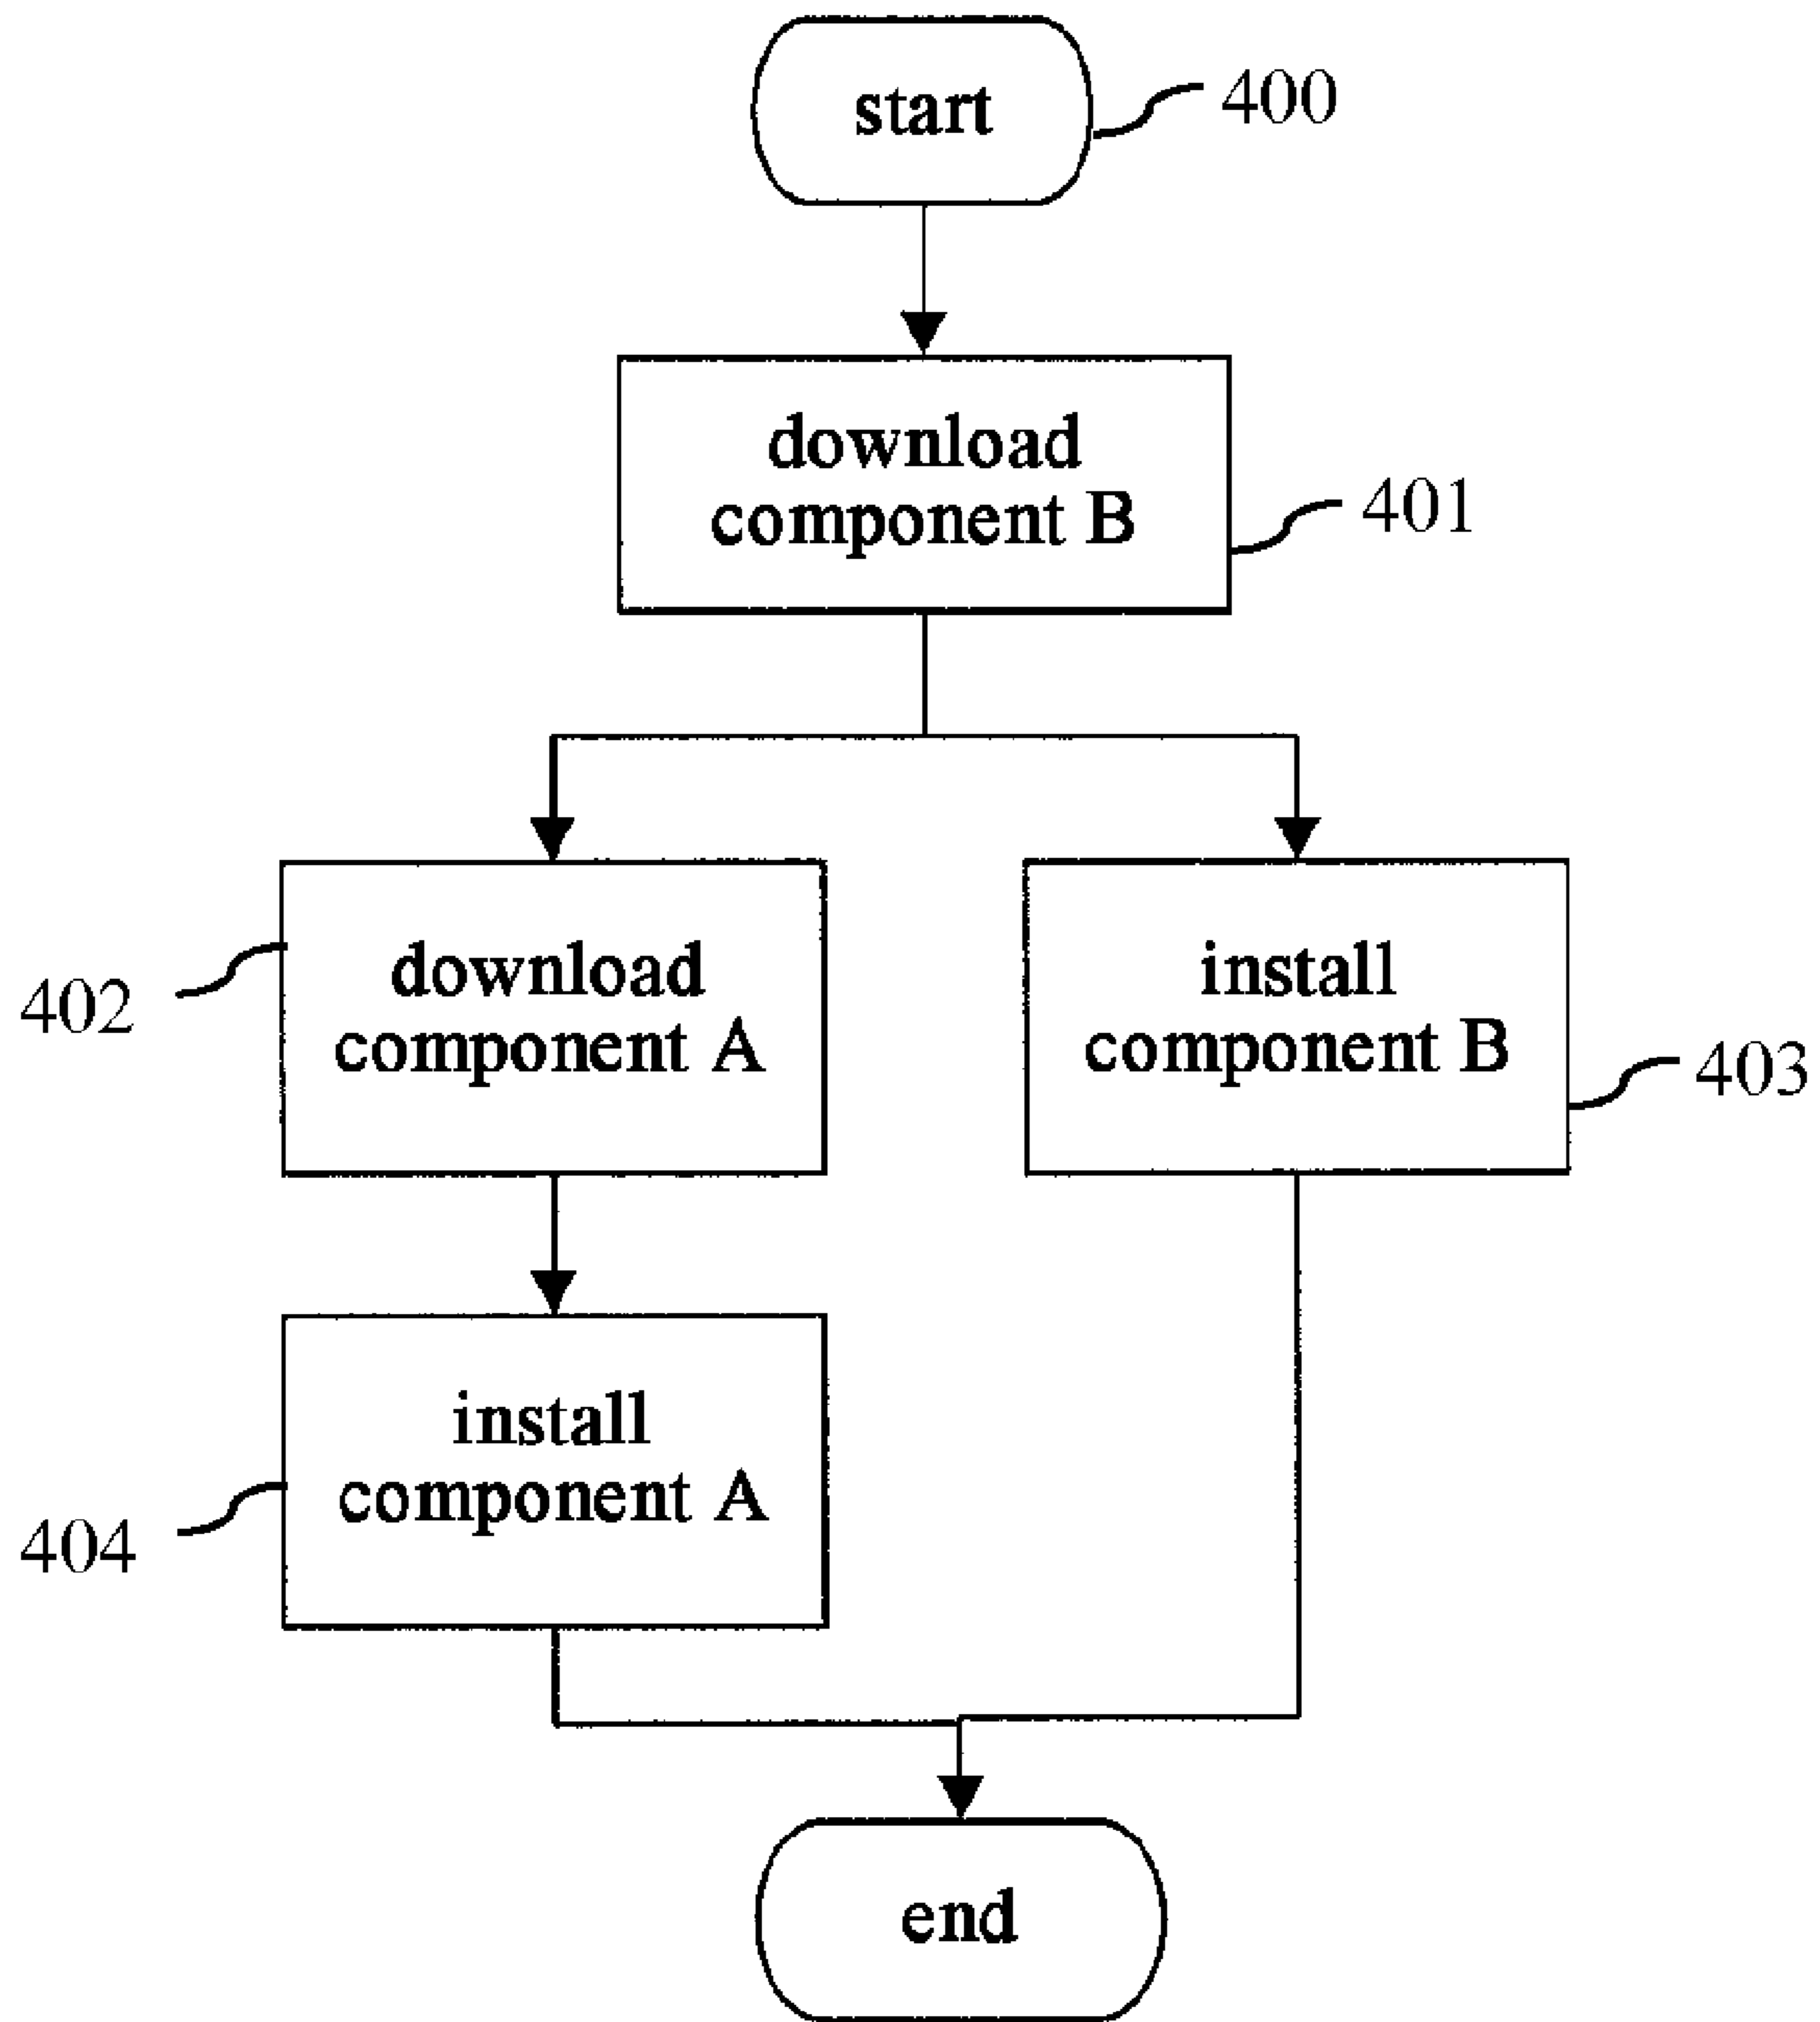 start
400
download
component B
401
download
component A
402
install
component B
403
install
component A
404
end